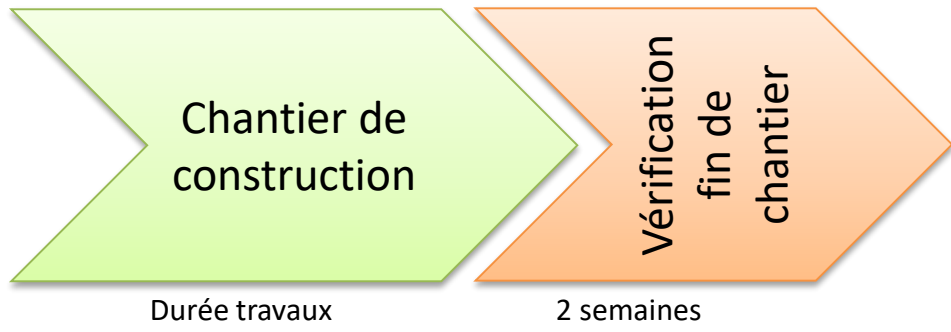 Chantier de
construction
Vérification
fin de
chantier
Durée travaux
2 semaines